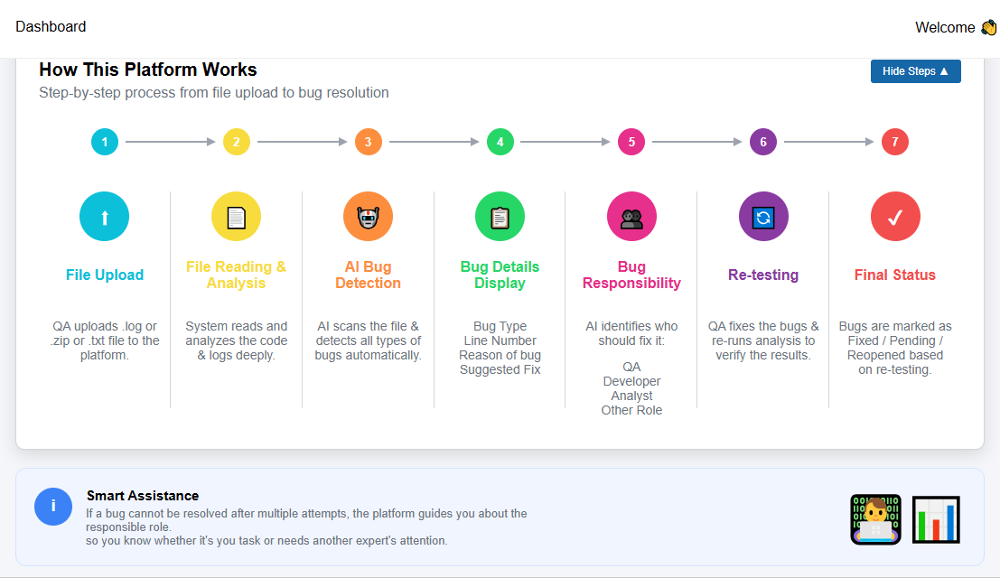 Dashboard
Welcome 👏
How This Platform Works
Hide Steps ▲
Step-by-step process from file upload to bug resolution
1
2
3
4
5
6
7
File Upload
QA uploads .log or
.zip or .txt file to the
platform.
File Reading &
Analysis
System reads and
analyzes the code
& logs deeply.
AI Bug
Detection
AI scans the file &
detects all types of
bugs automatically.
Bug Details
Display
Bug Type
Line Number
Reason of bug
Suggested Fix
Bug
Responsibility
AI identifies who
should fix it:
QA
Developer
Analyst
Other Role
Re-testing
QA fixes the bugs &
re-runs analysis to
verify the results.
Final Status
Bugs are marked as
Fixed / Pending /
Reopened based
on re-testing.
i
Smart Assistance
If a bug cannot be resolved after multiple attempts, the platform guides you about the
responsible role.
so you know whether it's you task or needs another expert's attention.